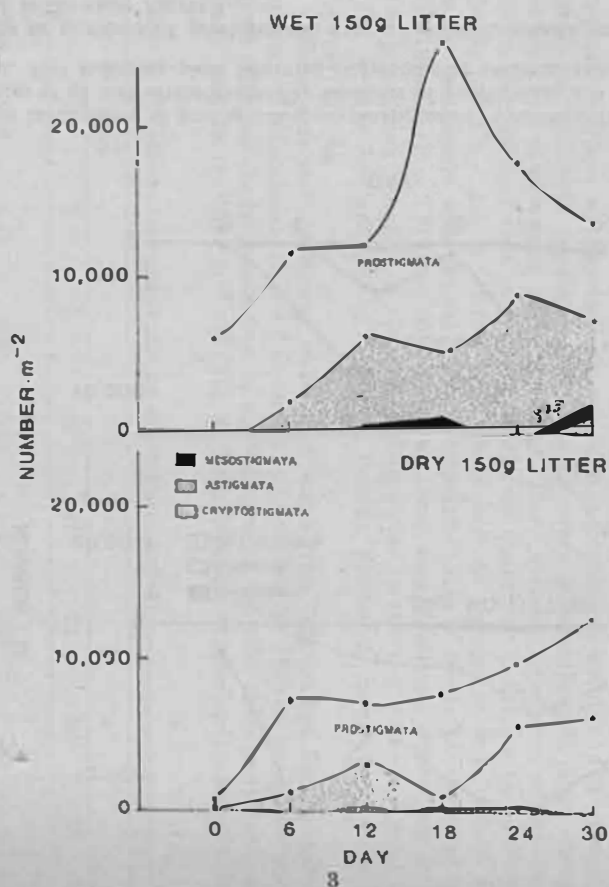 WET 150g LITTER
20,000
10,000
PROSTIGMATA
0
NUMBER·m⁻²
MESOSTIGMATA
ASTIGMATA
CRYPTOSTIGMATA
DRY 150g LITTER
20,000
10,000
PROSTIGMATA
0
0 6 12 18 24 30
DAY
3